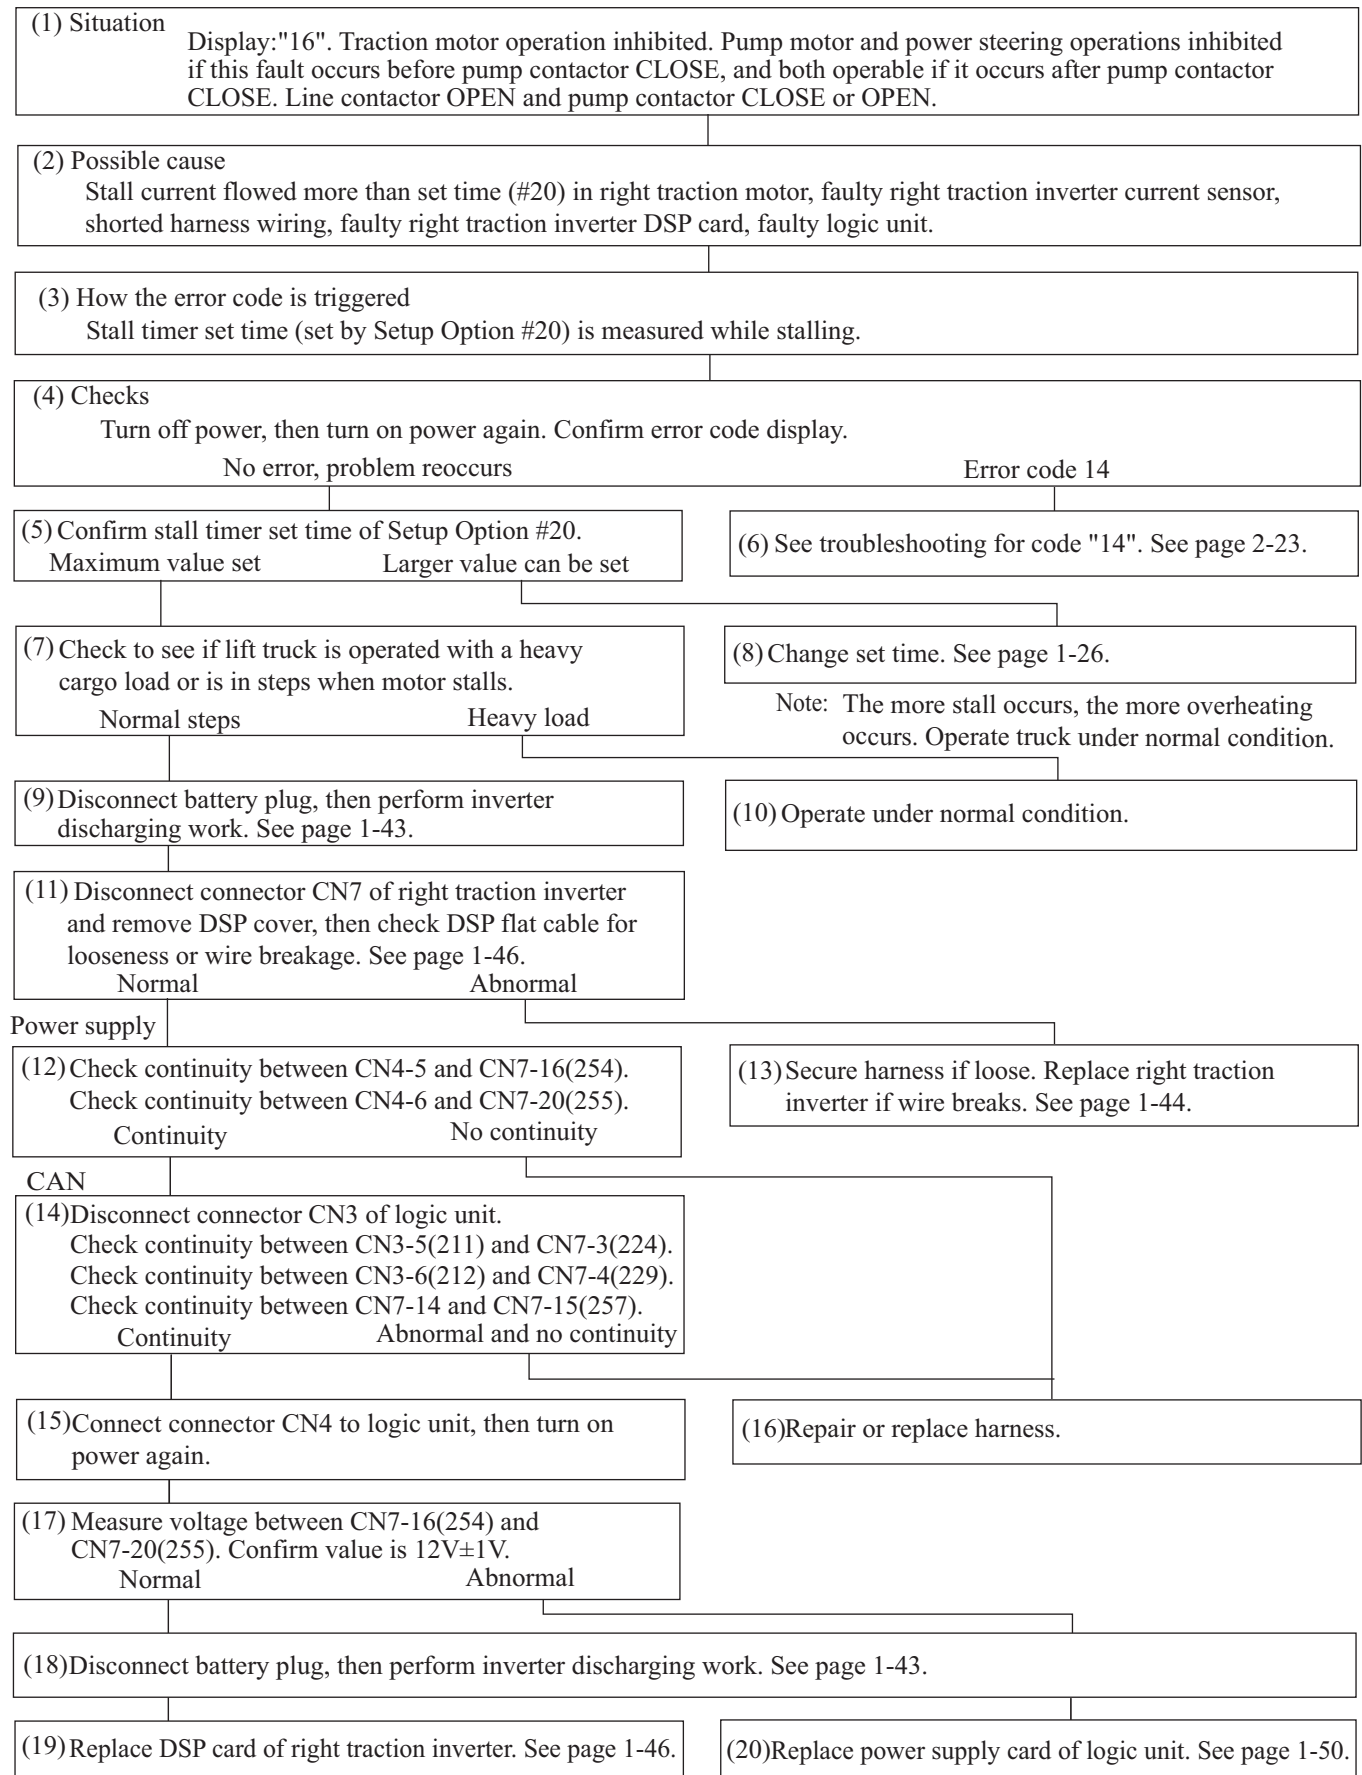 (1) Situation
Display:"16". Traction motor operation inhibited. Pump motor and power steering operations inhibited
if this fault occurs before pump contactor CLOSE, and both operable if it occurs after pump contactor
CLOSE. Line contactor OPEN and pump contactor CLOSE or OPEN.
(2) Possible cause
Stall current flowed more than set time (#20) in right traction motor, faulty right traction inverter current sensor,
shorted harness wiring, faulty right traction inverter DSP card, faulty logic unit.
(3) How the error code is triggered
Stall timer set time (set by Setup Option #20) is measured while stalling.
(4) Checks
Turn off power, then turn on power again. Confirm error code display.
No error, problem reoccurs
Error code 14
(5) Confirm stall timer set time of Setup Option #20.
Maximum value set
Larger value can be set
(6) See troubleshooting for code "14". See page 2-23.
(7) Check to see if lift truck is operated with a heavy
cargo load or is in steps when motor stalls.
Normal steps
Heavy load
(8) Change set time. See page 1-26.
Note: The more stall occurs, the more overheating
occurs. Operate truck under normal condition.
(9) Disconnect battery plug, then perform inverter
discharging work. See page 1-43.
(10) Operate under normal condition.
(11) Disconnect connector CN7 of right traction inverter
and remove DSP cover, then check DSP flat cable for
looseness or wire breakage. See page 1-46.
Normal
Abnormal
Power supply
(12) Check continuity between CN4-5 and CN7-16(254).
Check continuity between CN4-6 and CN7-20(255).
Continuity
No continuity
(13) Secure harness if loose. Replace right traction
inverter if wire breaks. See page 1-44.
CAN
(14)Disconnect connector CN3 of logic unit.
Check continuity between CN3-5(211) and CN7-3(224).
Check continuity between CN3-6(212) and CN7-4(229).
Check continuity between CN7-14 and CN7-15(257).
Continuity
Abnormal and no continuity
(15)Connect connector CN4 to logic unit, then turn on
power again.
(16)Repair or replace harness.
(17) Measure voltage between CN7-16(254) and
CN7-20(255). Confirm value is 12V±1V.
Normal
Abnormal
(18)Disconnect battery plug, then perform inverter discharging work. See page 1-43.
(19) Replace DSP card of right traction inverter. See page 1-46.
(20)Replace power supply card of logic unit. See page 1-50.